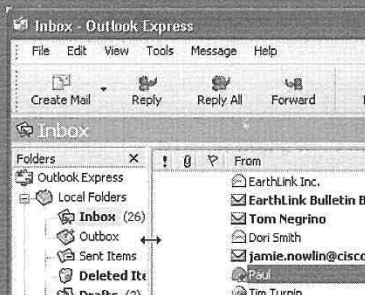 Inbox - Outlook Express
File Edit View Tools Message Help
Create Mail Reply Reply All Forward
Inbox
Folders × ! From
Outlook Express EarthLink Inc.
Local Folders EarthLink Bulletin B
Inbox (26) Tom Negrino
Outbox Dori Smith
Sent Items jamie.nowlin@cisco
Deleted Ite Paul
Drafts (2) Tim Turpin